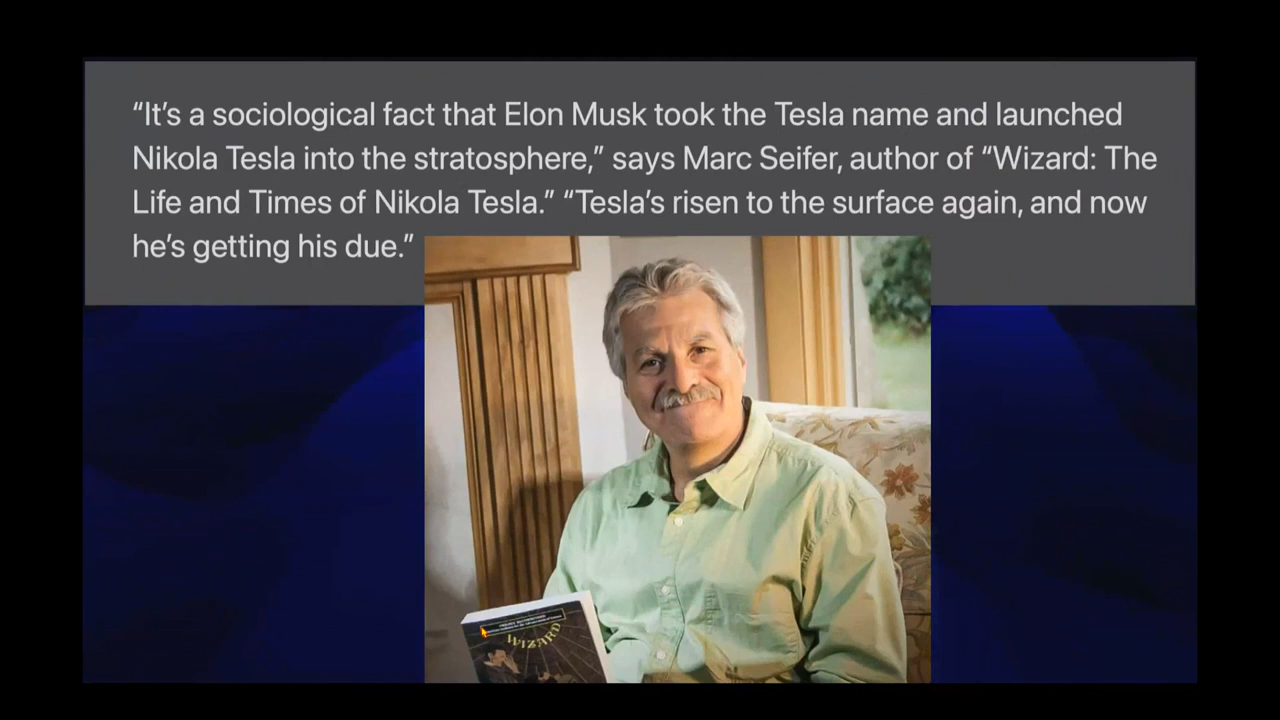 “It’s a sociological fact that Elon Musk took the Tesla name and launched
Nikola Tesla into the stratosphere,” says Marc Seifer, author of “Wizard: The
Life and Times of Nikola Tesla.” “Tesla’s risen to the surface again, and now
he’s getting his due.”
WIZARD